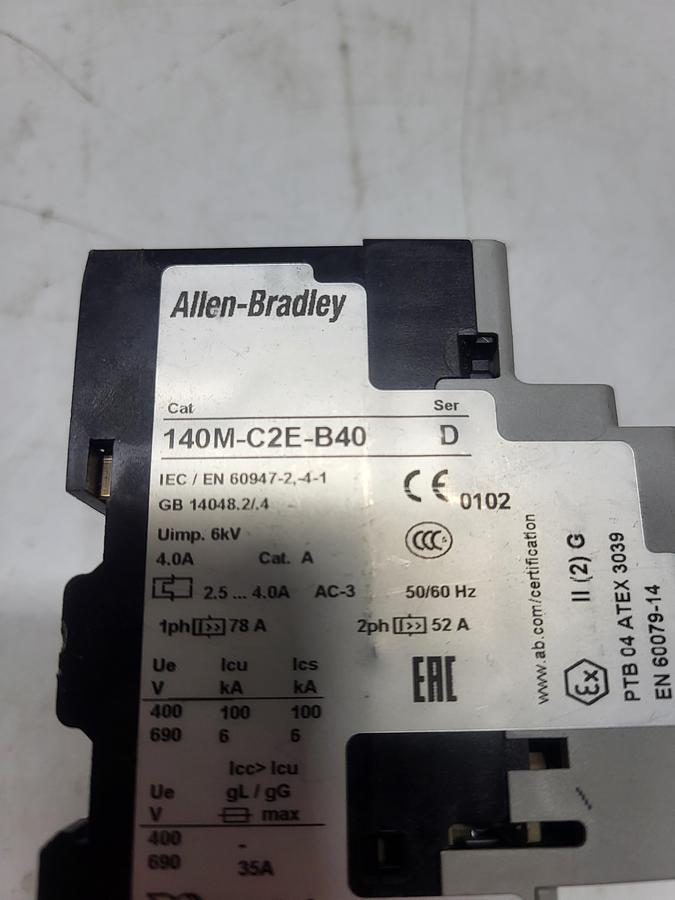 Allen-Bradley
Cat Ser
140M-C2E-B40 D
IEC / EN 60947-2,-4-1
GB 14048.2/.4
CE 0102
Uimp. 6kV
CCC
4.0A Cat. A
2.5 ... 4.0A AC-3 50/60 Hz
1ph 78 A 2ph 52 A
Ue Icu Ics
V kA kA
400 100 100
690 6 6
EAC
Icc> Icu
Ue gL / gG
V max
400 -
690 35A
www.ab.com/certification
Ex II (2) G
PTB 04 ATEX 3039
EN 60079-14